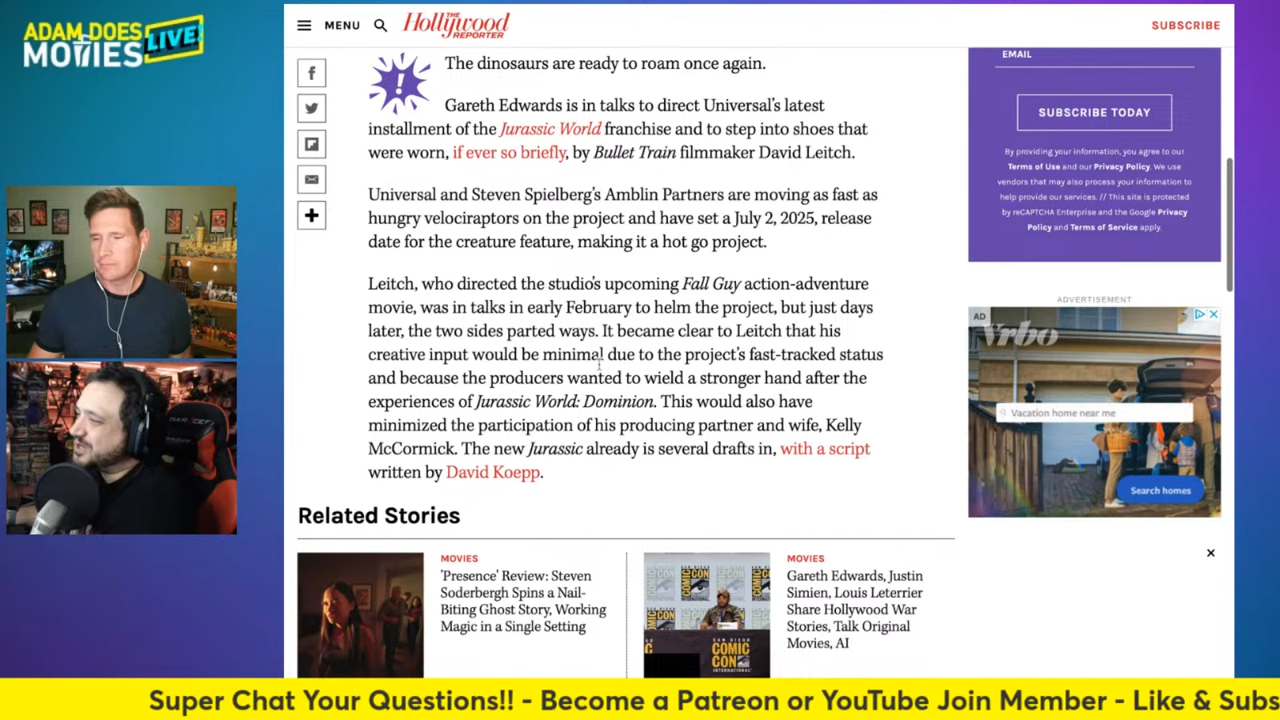 ADAM DOES
MOVIES
LIVE!
MENU
THE
Hollywood
REPORTER
SUBSCRIBE
The dinosaurs are ready to roam once again.
Gareth Edwards is in talks to direct Universal’s latest
installment of the Jurassic World franchise and to step into shoes that
were worn, if ever so briefly, by Bullet Train filmmaker David Leitch.
Universal and Steven Spielberg’s Amblin Partners are moving as fast as
hungry velociraptors on the project and have set a July 2, 2025, release
date for the creature feature, making it a hot go project.
Leitch, who directed the studio’s upcoming Fall Guy action-adventure
movie, was in talks in early February to helm the project, but just days
later, the two sides parted ways. It became clear to Leitch that his
creative input would be minimal due to the project’s fast-tracked status
and because the producers wanted to wield a stronger hand after the
experiences of Jurassic World: Dominion. This would also have
minimized the participation of his producing partner and wife, Kelly
McCormick. The new Jurassic already is several drafts in, with a script
written by David Koepp.
Related Stories
MOVIES
'Presence' Review: Steven
Soderbergh Spins a Nail-
Biting Ghost Story, Working
Magic in a Single Setting
MOVIES
Gareth Edwards, Justin
Simien, Louis Leterrier
Share Hollywood War
Stories, Talk Original
Movies, AI
SAN DIEGO
COMIC
CON
INTERNATIONAL
EMAIL
SUBSCRIBE TODAY
By providing your information, you agree to our
Terms of Use and our Privacy Policy. We use
vendors that may also process your information to
help provide our services. // This site is protected
by reCAPTCHA Enterprise and the Google Privacy
Policy and Terms of Service apply.
ADVERTISEMENT
AD
Vrbo
Vacation home near me
Search homes
Super Chat Your Questions!! - Become a Patreon or YouTube Join Member - Like & Subs